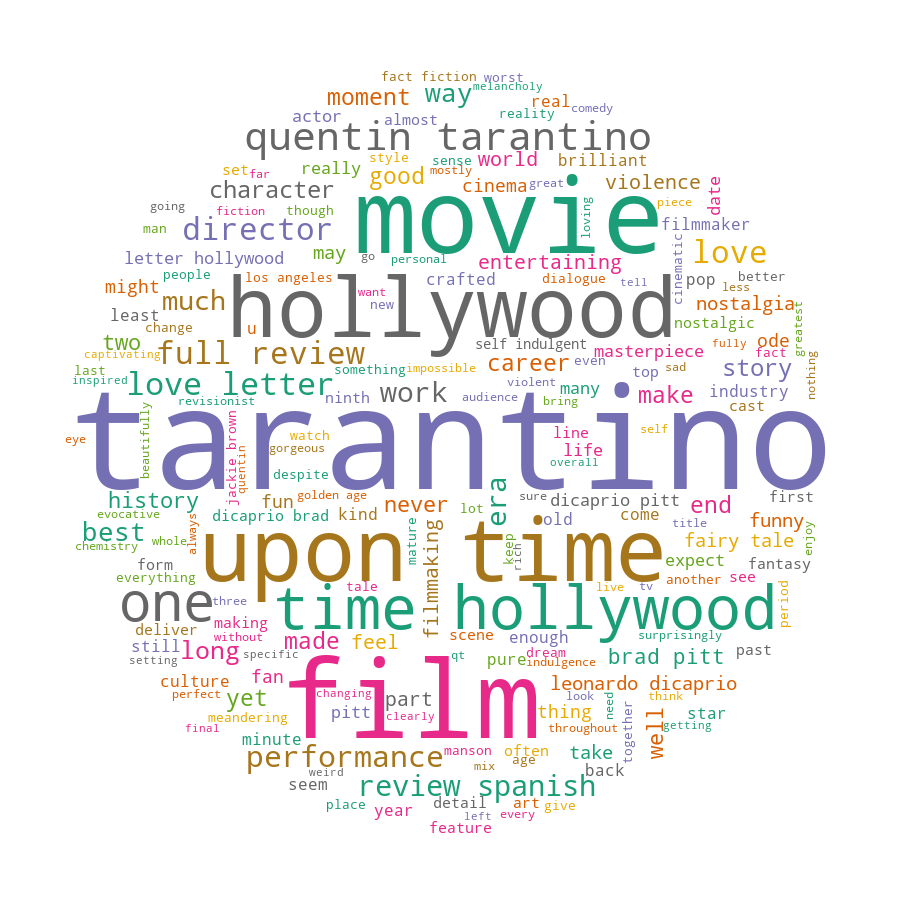 fact fiction worst
melancholy
moment way real
comedy
actor almost reality
quentin tarantino
style sense world brilliant
set far really good mostly cinema great violence date
character movie loving piece
going fiction though
man director filmmaker
letter hollywood may go personal entertaining cinematic love
people los angeles crafted dialogue tell pop better
might much hollywood want new less nostalgia
least u nostalgic greatest
change self indulgent fully ode
captivating full review career masterpiece fact
last something impossible even top sad story nothing
inspired love letter ninth work violent many make industry
revisionist audience bring cast
tarantino
eye beautifully jackie brown quentin watch line self
gorgeous life
despite overall
history fun golden age never era sure dicaprio pitt end first
evocative lot
best always dicaprio brad kind mature filmmaking old come title funny enjoy
chemistry whole upon time keep rich fairy tale
form expect fantasy
everything tale live tv another see
one three time hollywood period
making
deliver without made feel scene enough surprisingly
still long specific qt dream brad pitt past
setting pure indulgence
culture fan film leonardo dicaprio
perfect yet changing part look need think
meandering pitt clearly thing star
final throughout together well getting
minute manson often take
performance mix age back
weird
seem review spanish
place year detail art give
left every
feature